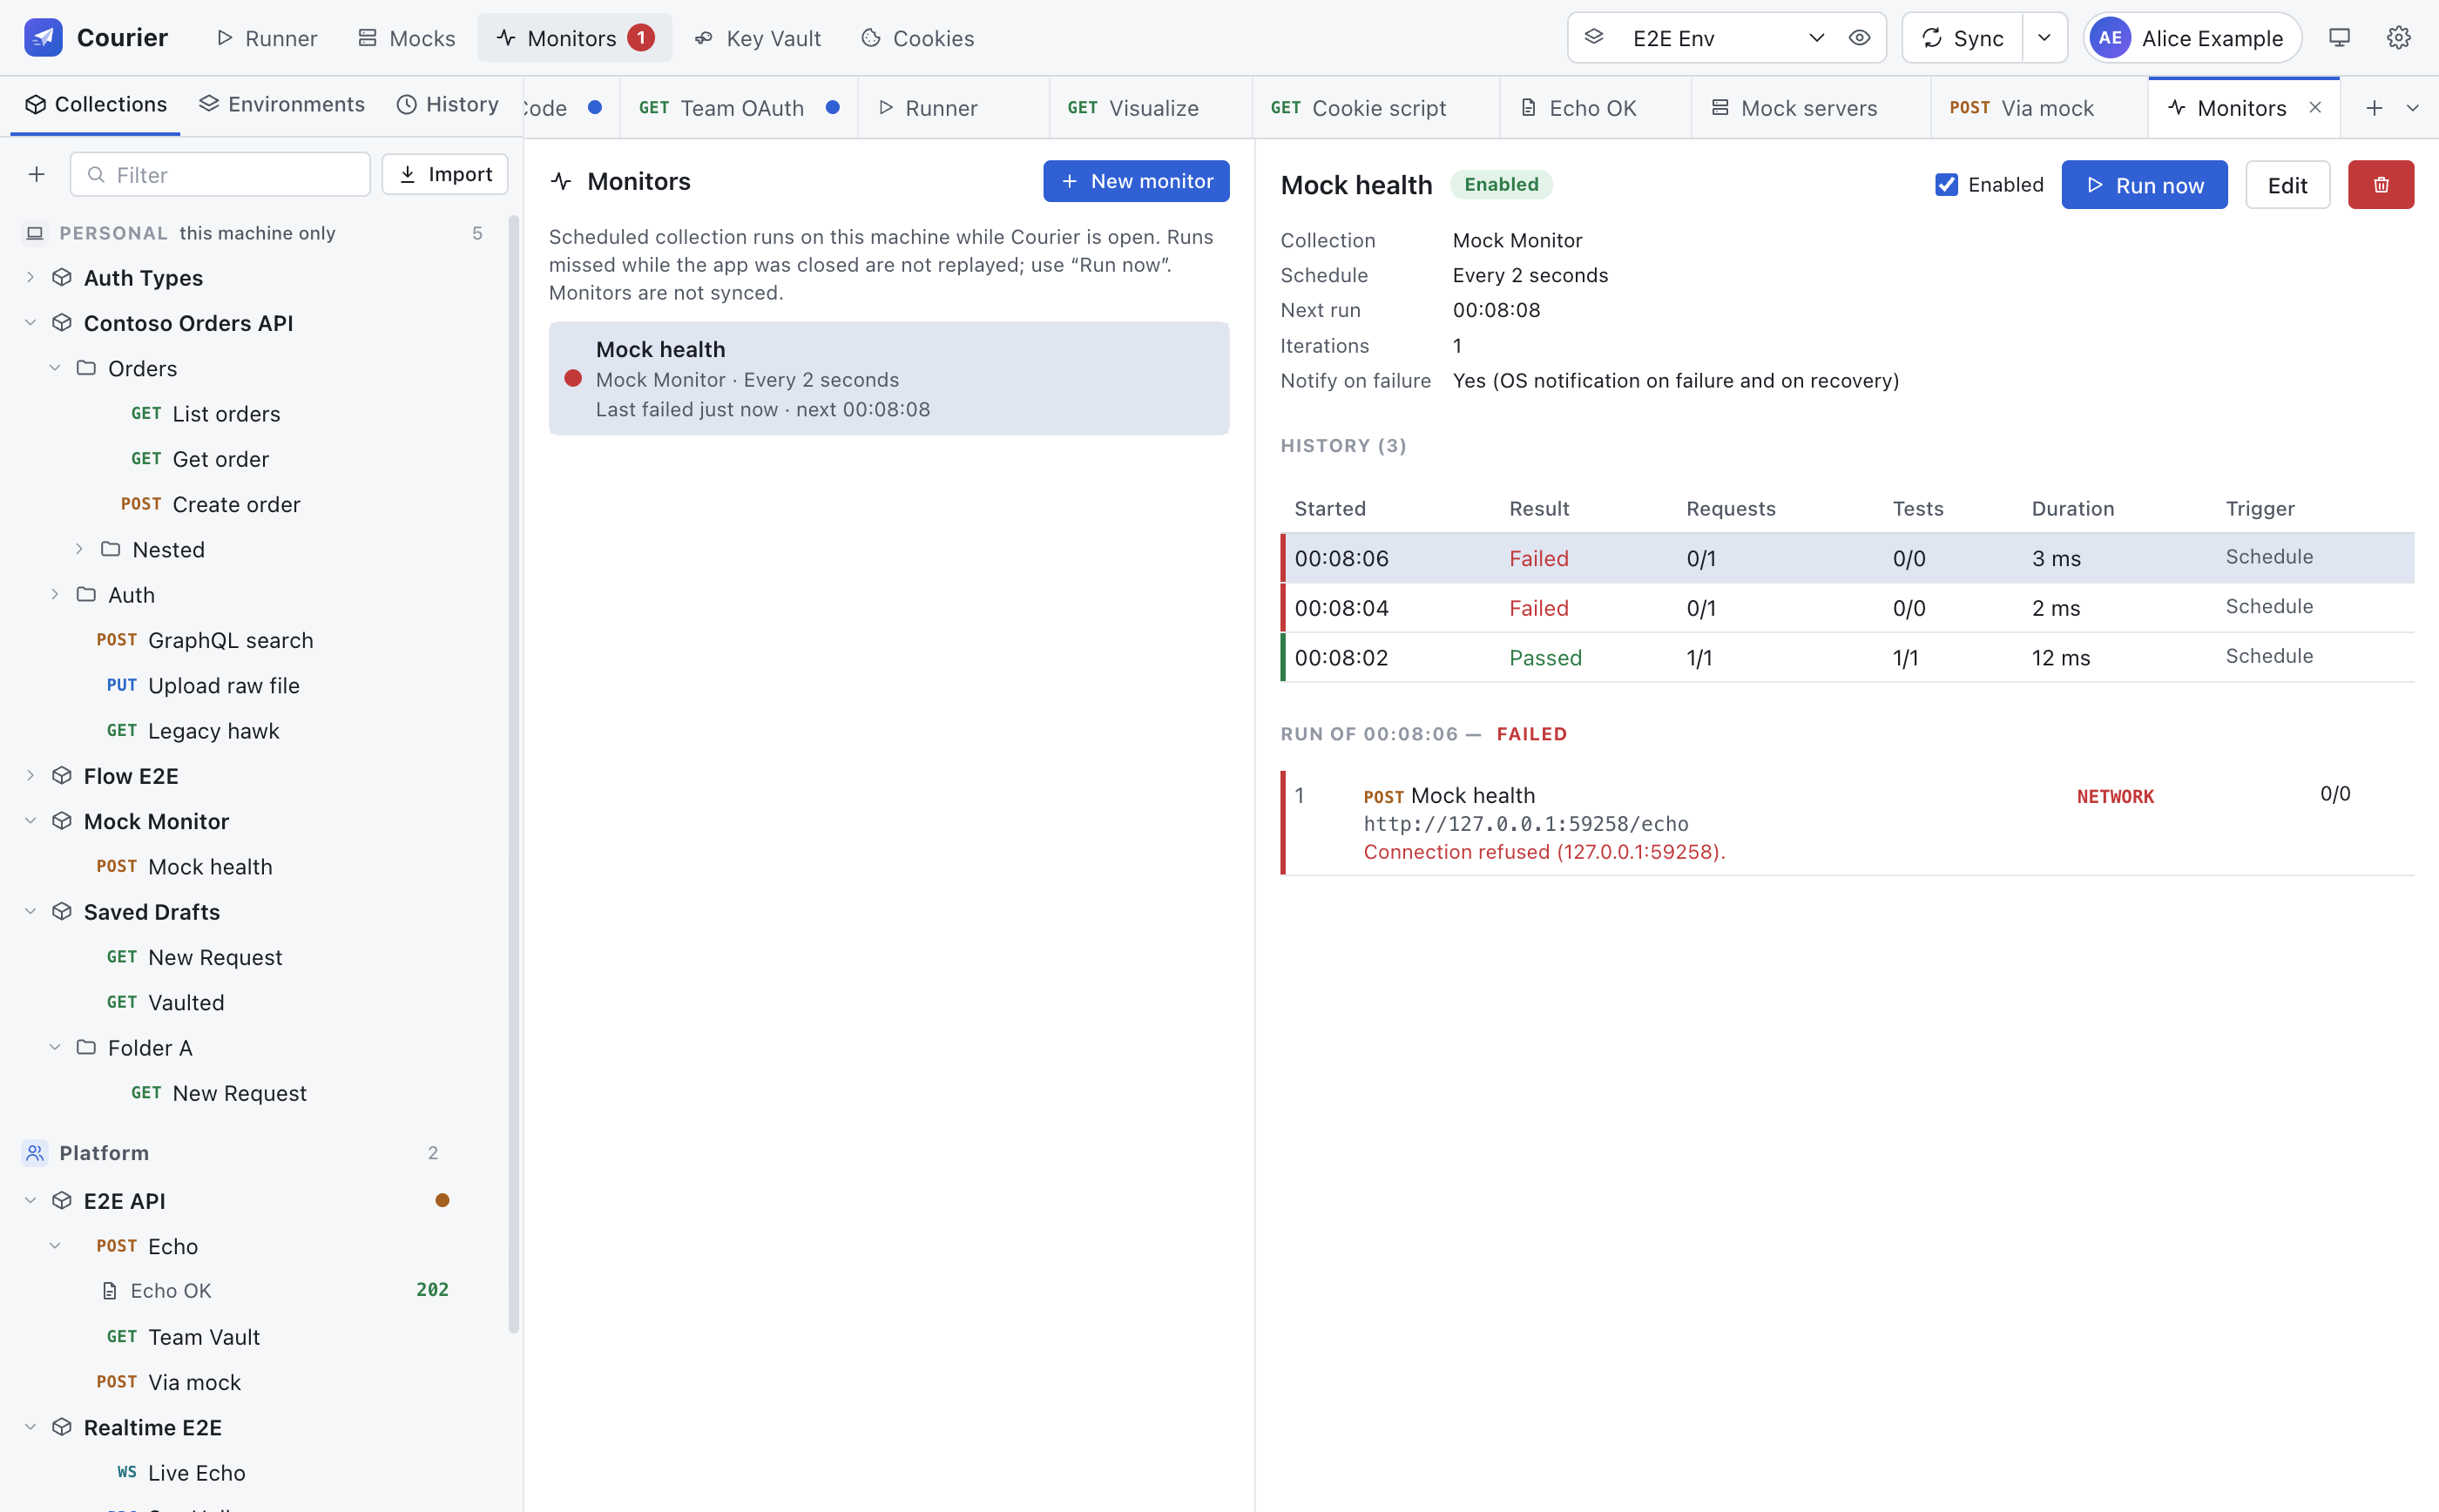 Courier
Runner
Mocks
Monitors 1
Key Vault
Cookies
E2E Env
Sync
AE Alice Example
Collections
Environments
History
Code
GET Team OAuth
Runner
GET Visualize
GET Cookie script
Echo OK
Mock servers
POST Via mock
Monitors
Filter
Import
PERSONAL this machine only 5
Auth Types
Contoso Orders API
Orders
GET List orders
GET Get order
POST Create order
Nested
Auth
POST GraphQL search
PUT Upload raw file
GET Legacy hawk
Flow E2E
Mock Monitor
POST Mock health
Saved Drafts
GET New Request
GET Vaulted
Folder A
GET New Request
Platform 2
E2E API
POST Echo
Echo OK 202
GET Team Vault
POST Via mock
Realtime E2E
WS Live Echo
Monitors
New monitor
Scheduled collection runs on this machine while Courier is open. Runs
missed while the app was closed are not replayed; use “Run now”.
Monitors are not synced.
Mock health
Mock Monitor · Every 2 seconds
Last failed just now · next 00:08:08
Mock health Enabled
Enabled
Run now
Edit
Collection Mock Monitor
Schedule Every 2 seconds
Next run 00:08:08
Iterations 1
Notify on failure Yes (OS notification on failure and on recovery)
HISTORY (3)
Started Result Requests Tests Duration Trigger
00:08:06 Failed 0/1 0/0 3 ms Schedule
00:08:04 Failed 0/1 0/0 2 ms Schedule
00:08:02 Passed 1/1 1/1 12 ms Schedule
RUN OF 00:08:06 — FAILED
1 POST Mock health NETWORK 0/0
http://127.0.0.1:59258/echo
Connection refused (127.0.0.1:59258).